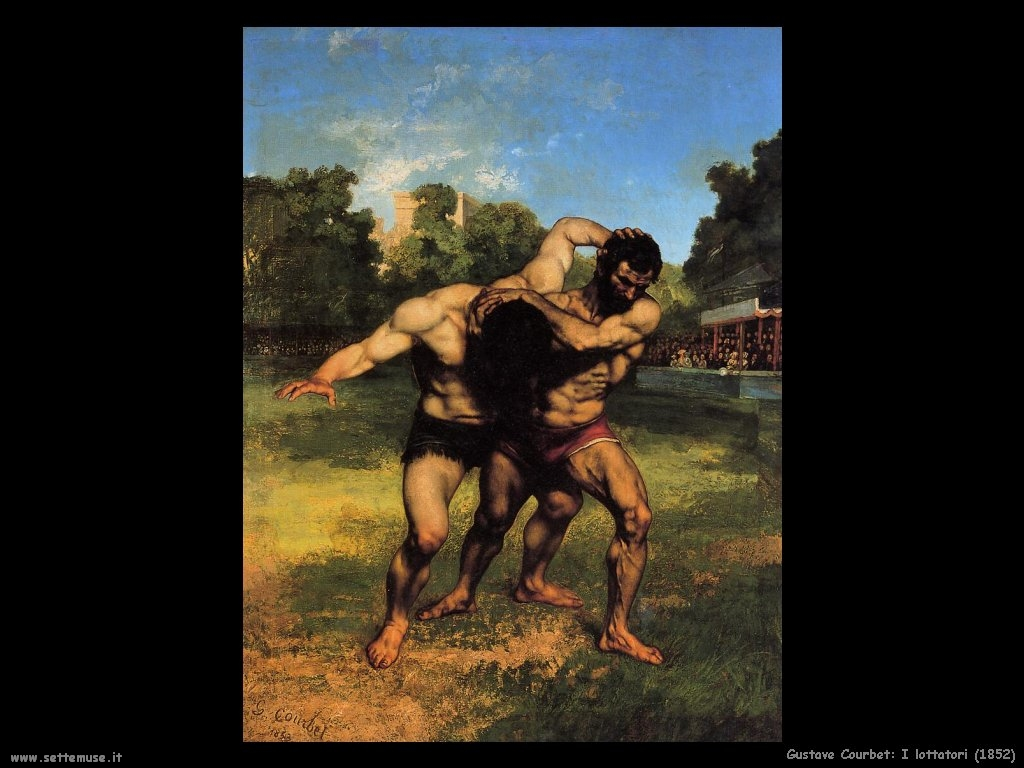 G. Courbet
www.settemuse.it
Gustave Courbet: I lottatori (1852)